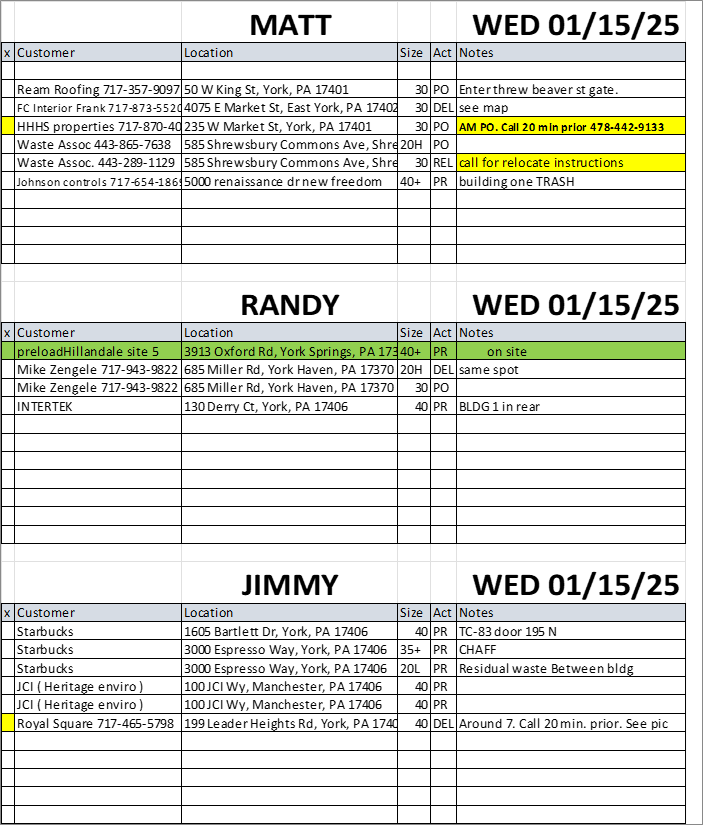 MATT WED 01/15/25
x Customer Location Size Act Notes
Ream Roofing 717-357-9097 50 W King St, York, PA 17401 30 PO Enter threw beaver st gate.
FC Interior Frank 717-873-5520 4075 E Market St, East York, PA 17402 30 DEL see map
HHHS properties 717-870-40 235 W Market St, York, PA 17401 30 PO AM PO. Call 20 min prior 478-442-9133
Waste Assoc 443-865-7638 585 Shrewsbury Commons Ave, Shre 20H PO
Waste Assoc. 443-289-1129 585 Shrewsbury Commons Ave, Shre 30 REL call for relocate instructions
Johnson controls 717-654-1869 5000 renaissance dr new freedom 40+ PR building one TRASH
RANDY WED 01/15/25
x Customer Location Size Act Notes
preloadHillandale site 5 3913 Oxford Rd, York Springs, PA 173 40+ PR on site
Mike Zengele 717-943-9822 685 Miller Rd, York Haven, PA 17370 20H DEL same spot
Mike Zengele 717-943-9822 685 Miller Rd, York Haven, PA 17370 30 PO
INTERTEK 130 Derry Ct, York, PA 17406 40 PR BLDG 1 in rear
JIMMY WED 01/15/25
x Customer Location Size Act Notes
Starbucks 1605 Bartlett Dr, York, PA 17406 40 PR TC-83 door 195 N
Starbucks 3000 Espresso Way, York, PA 17406 35+ PR CHAFF
Starbucks 3000 Espresso Way, York, PA 17406 20L PR Residual waste Between bldg
JCI ( Heritage enviro ) 100 JCI Wy, Manchester, PA 17406 40 PR
JCI ( Heritage enviro ) 100 JCI Wy, Manchester, PA 17406 40 PR
Royal Square 717-465-5798 199 Leader Heights Rd, York, PA 1740 40 DEL Around 7. Call 20 min. prior. See pic